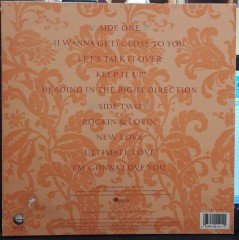 SIDE ONE
(I WANNA GET) CLOSE TO YOU
LET'S TALK IT OVER
KEEP IT UP
HEADING IN THE RIGHT DIRECTION
SIDE TWO
ROCKIN & LOVIN'
NEW LOVE
ULTIMATE LOVE
I'M GONNA LOVE YOU